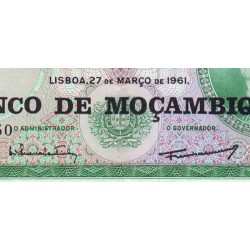 LISBOA, 27 DE MARÇO DE 1961.
NCO DE MOÇAMBIQ
O ADMINISTRADOR
O GOVERNADOR.